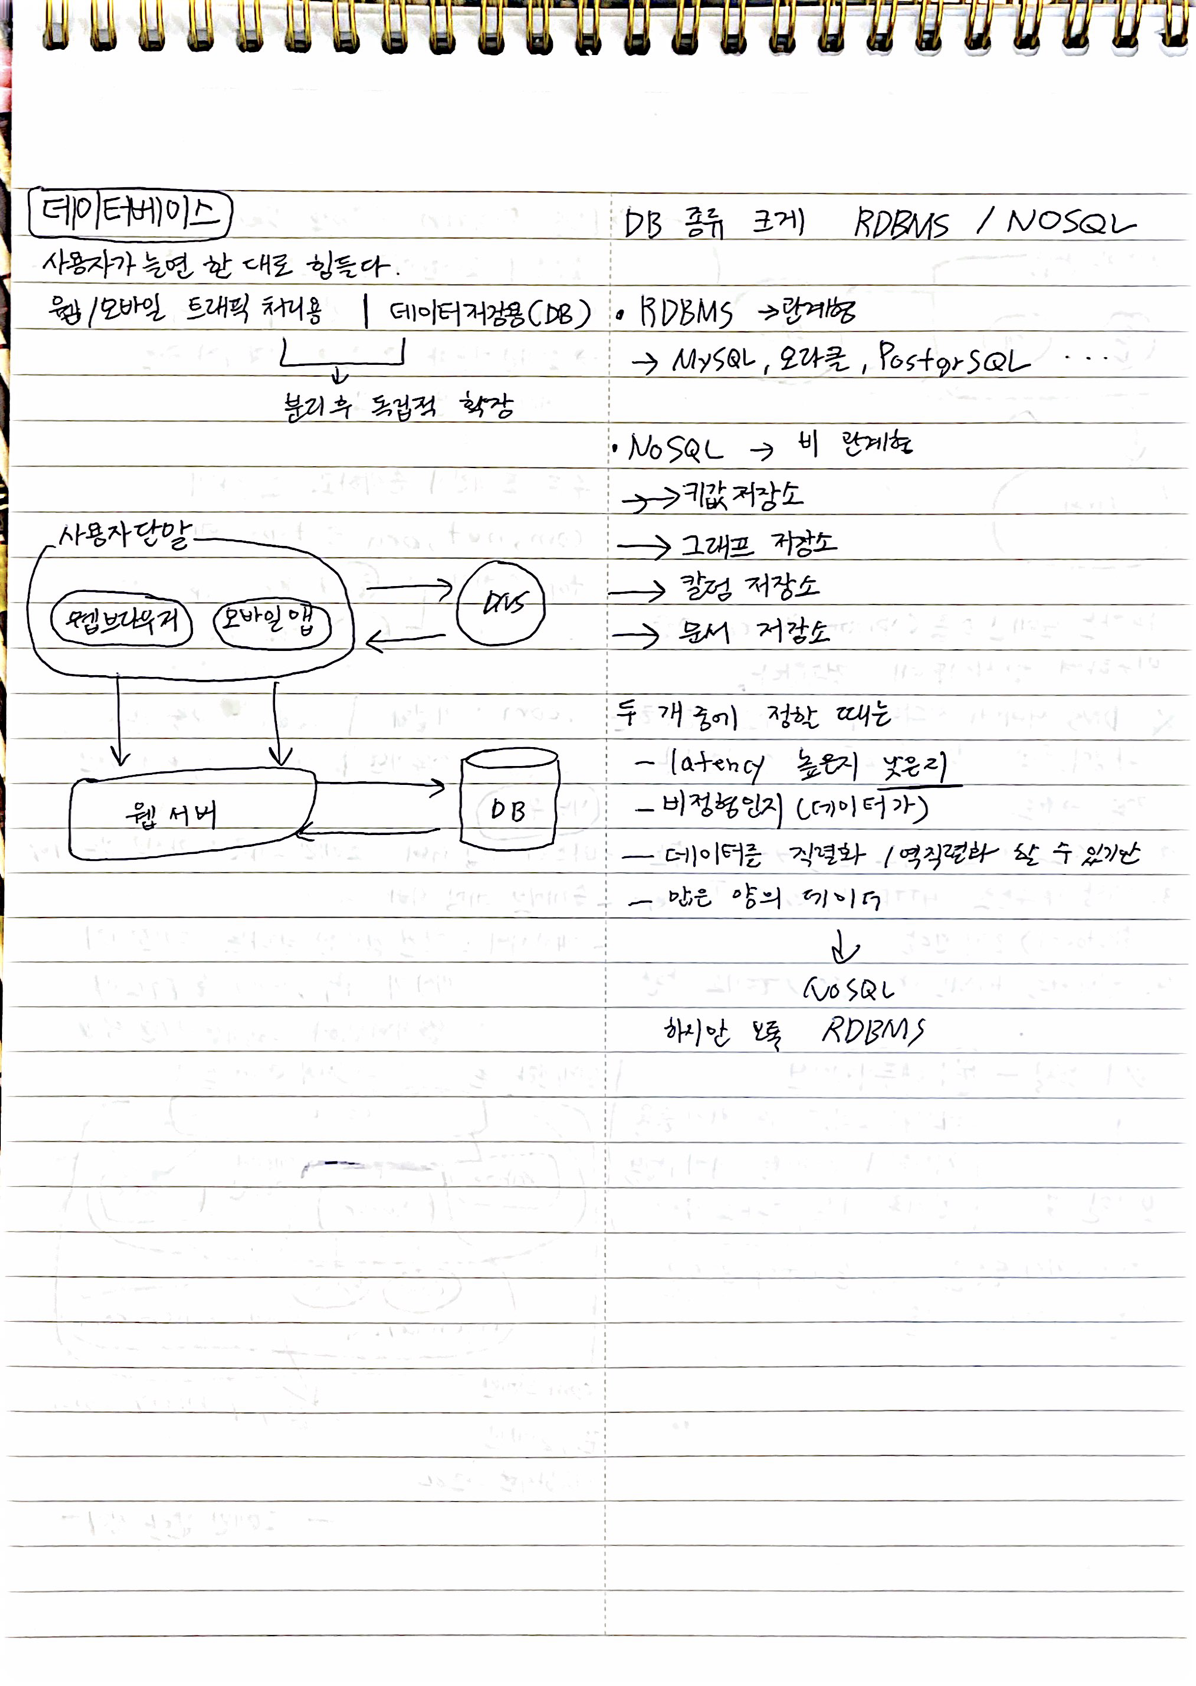 데이터베이스
사용자가 늘면 한 대로 힘들다.
웹/모바일 트래픽 처리용 | 데이터저장용(DB)
분리 후 독립적 확장
사용자단말
웹브라우저 모바일앱
DNS
웹 서버
DB
DB 종류 크게 RDBMS / NOSQL
• RDBMS → 관계형
→ MySQL, 오라클, PostgrSQL ...
• NoSQL → 비 관계형
→ 키값 저장소
→ 그래프 저장소
→ 칼럼 저장소
→ 문서 저장소
두 개 중에 정할 때는
- latency 높은지 낮은지
- 비정형인지 (데이터가)
- 데이터를 직렬화 / 역직렬화 할 수 있기만
- 많은 양의 데이터
↓
NoSQL
하지만 보통 RDBMS